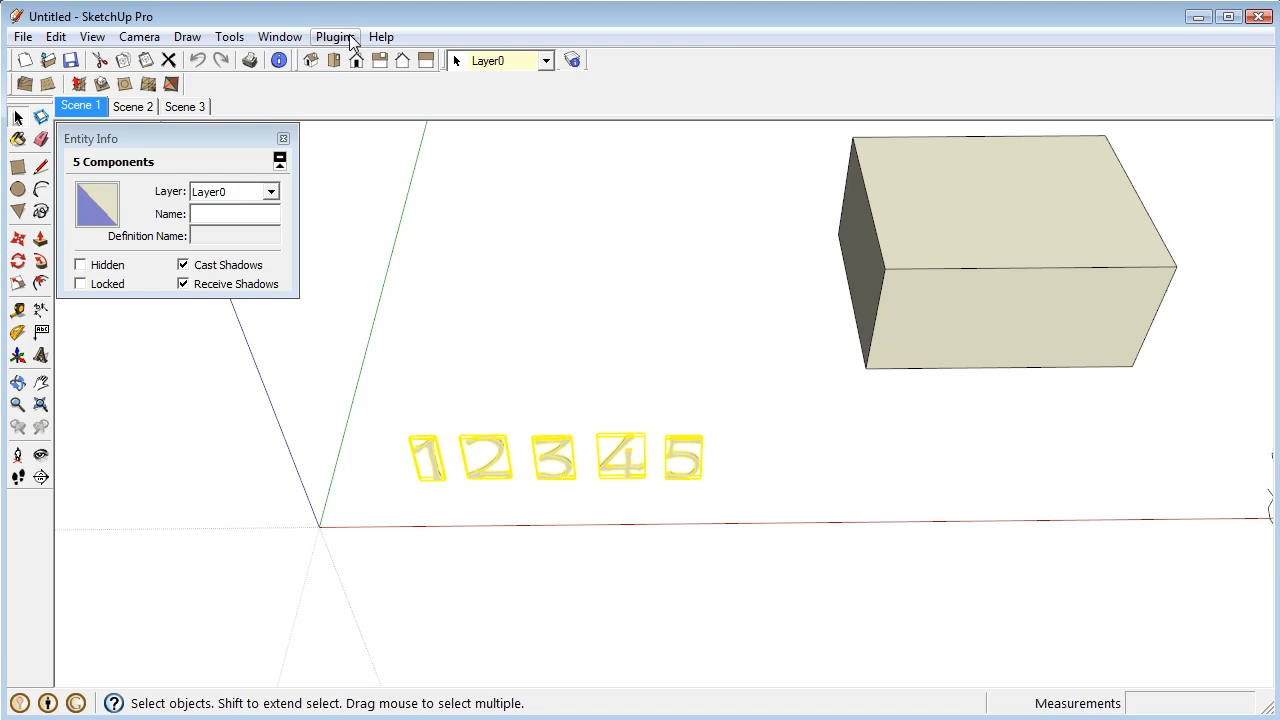 Untitled - SketchUp Pro
File Edit View Camera Draw Tools Window Plugins Help
Layer0
Scene 1 Scene 2 Scene 3
Entity Info
5 Components
Layer: Layer0
Name:
Definition Name:
Hidden Cast Shadows
Locked Receive Shadows
1 2 3 4 5
Select objects. Shift to extend select. Drag mouse to select multiple. Measurements